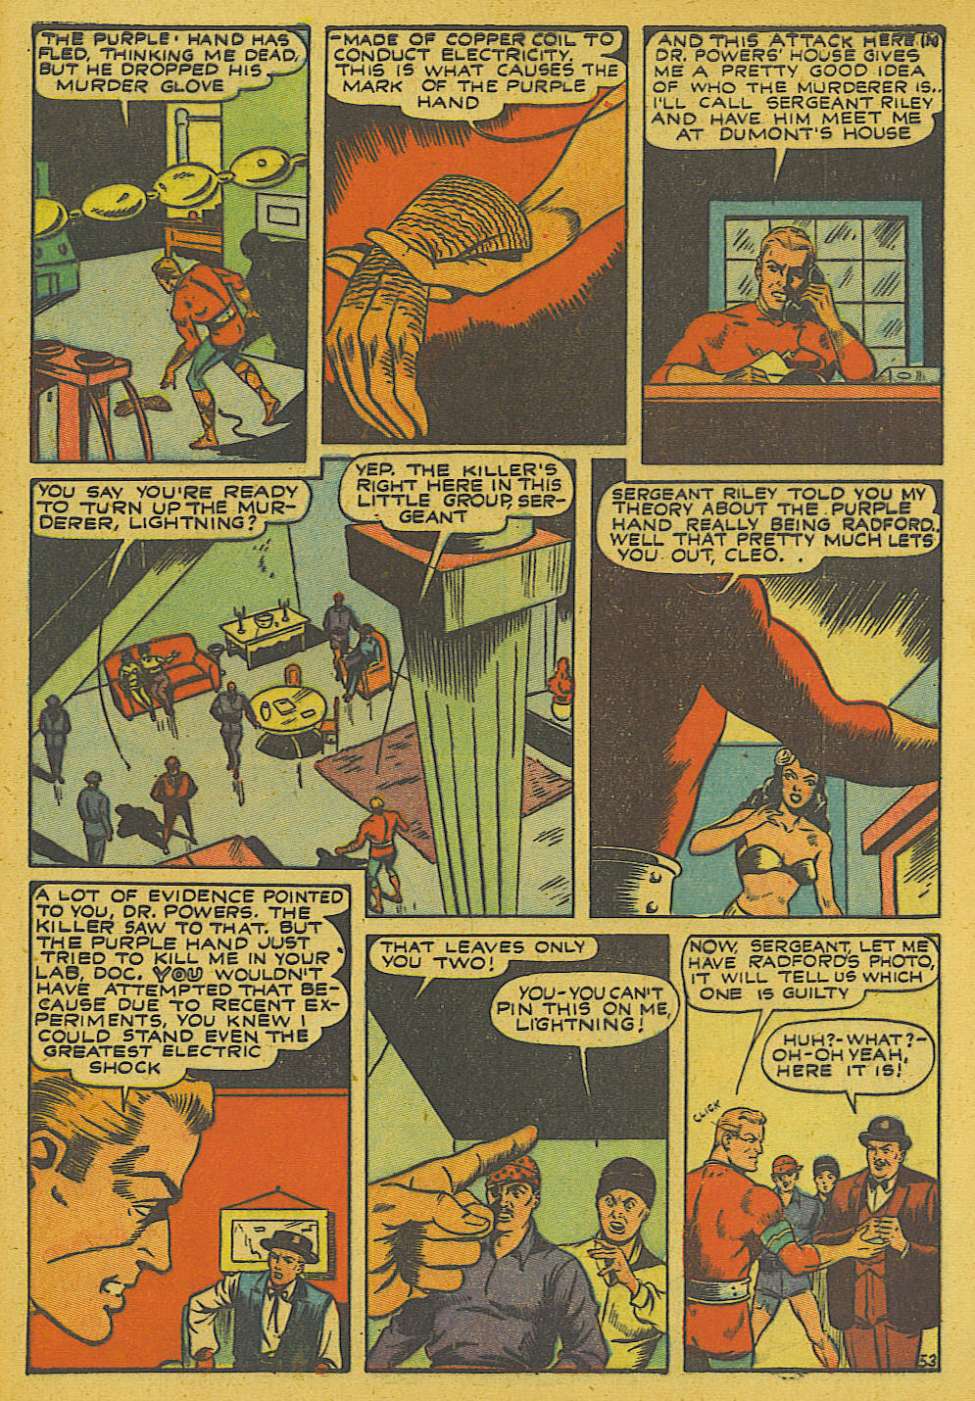 THE PURPLE HAND HAS
FLED, THINKING ME DEAD,
BUT HE DROPPED HIS
MURDER GLOVE
-MADE OF COPPER COIL TO
CONDUCT ELECTRICITY.
THIS IS WHAT CAUSES THE
MARK OF THE PURPLE
HAND
AND THIS ATTACK HERE IN
DR. POWERS' HOUSE GIVES
ME A PRETTY GOOD IDEA
OF WHO THE MURDERER IS..
I'LL CALL SERGEANT RILEY
AND HAVE HIM MEET ME
AT DUMONT'S HOUSE
YOU SAY YOU'RE READY
TO TURN UP THE MUR-
DERER, LIGHTNING?
YEP. THE KILLER'S
RIGHT HERE IN THIS
LITTLE GROUP, SER-
GEANT
SERGEANT RILEY TOLD YOU MY
THEORY ABOUT THE PURPLE
HAND REALLY BEING RADFORD.
WELL THAT PRETTY MUCH LETS
YOU OUT, CLEO. . .
A LOT OF EVIDENCE POINTED
TO YOU, DR. POWERS. THE
KILLER SAW TO THAT. BUT
THE PURPLE HAND JUST
TRIED TO KILL ME IN YOUR
LAB, DOC. YOU WOULDN'T
HAVE ATTEMPTED THAT BE-
CAUSE DUE TO RECENT EX-
PERIMENTS, YOU KNEW I
COULD STAND EVEN THE
GREATEST ELECTRIC
SHOCK
THAT LEAVES ONLY
YOU TWO!
YOU-YOU CAN'T
PIN THIS ON ME,
LIGHTNING!
NOW, SERGEANT, LET ME
HAVE RADFORD'S PHOTO,
IT WILL TELL US WHICH
ONE IS GUILTY
HUH?-WHAT?-
OH-OH YEAH,
HERE IT IS!
CLICK
53